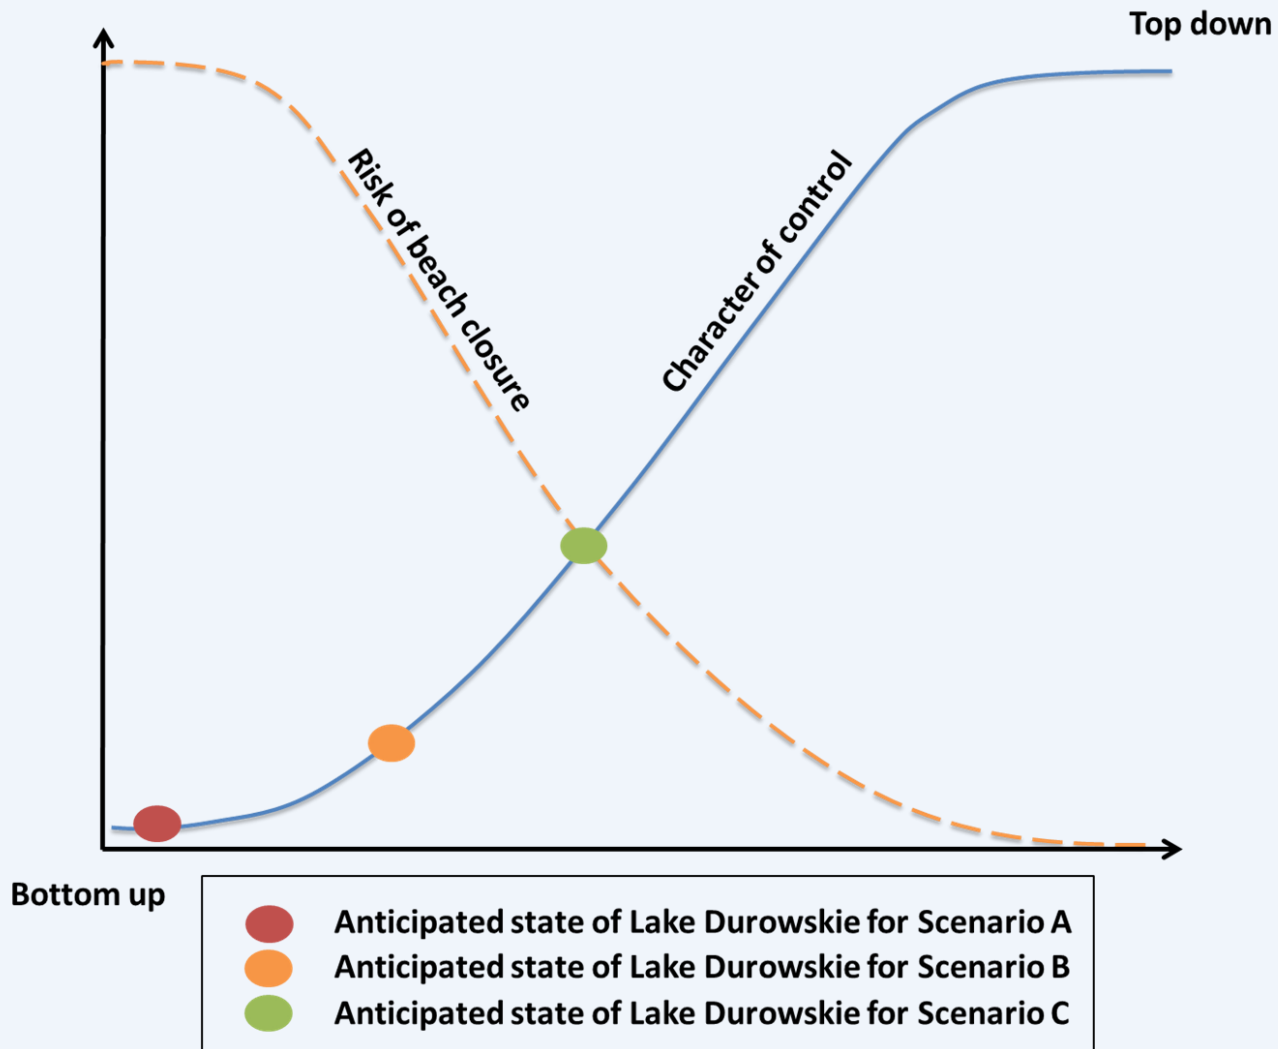 Top down
Risk of beach closure
Character of control
Bottom up
Anticipated state of Lake Durowskie for Scenario A
Anticipated state of Lake Durowskie for Scenario B
Anticipated state of Lake Durowskie for Scenario C